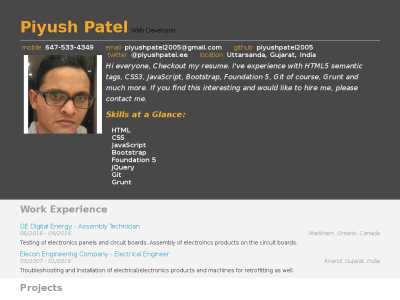 Piyush Patel Web Developer
mobile 647-533-4349 email piyushpatel2005@gmail.com github piyushpatel2005
twitter @piyushpatel.ee location Uttarsanda, Gujarat, India
Hi everyone, Checkout my resume. I've experience with HTML5 semantic
tags, CSS3, JavaScript, Bootstrap, Foundation 5, Git of course, Grunt and
much more. If you find this interesting and would like to hire me, please
contact me.
Skills at a Glance:
HTML
CSS
JavaScript
Bootstrap
Foundation 5
jQuery
Git
Grunt
Work Experience
GE Digital Energy - Assembly Technician
06/2016 - 09/2016 Markham, Ontario, Canada
Testing of electronics panels and circuit boards, Assembly of electroincs products on the circuit boards.
Elecon Engineering Company - Electrical Engineer
05/2007 - 01/2016 Anand, Gujarat, India
Troubleshooting and installation of electrical/electronics products and machines for retrofitting as well.
Projects